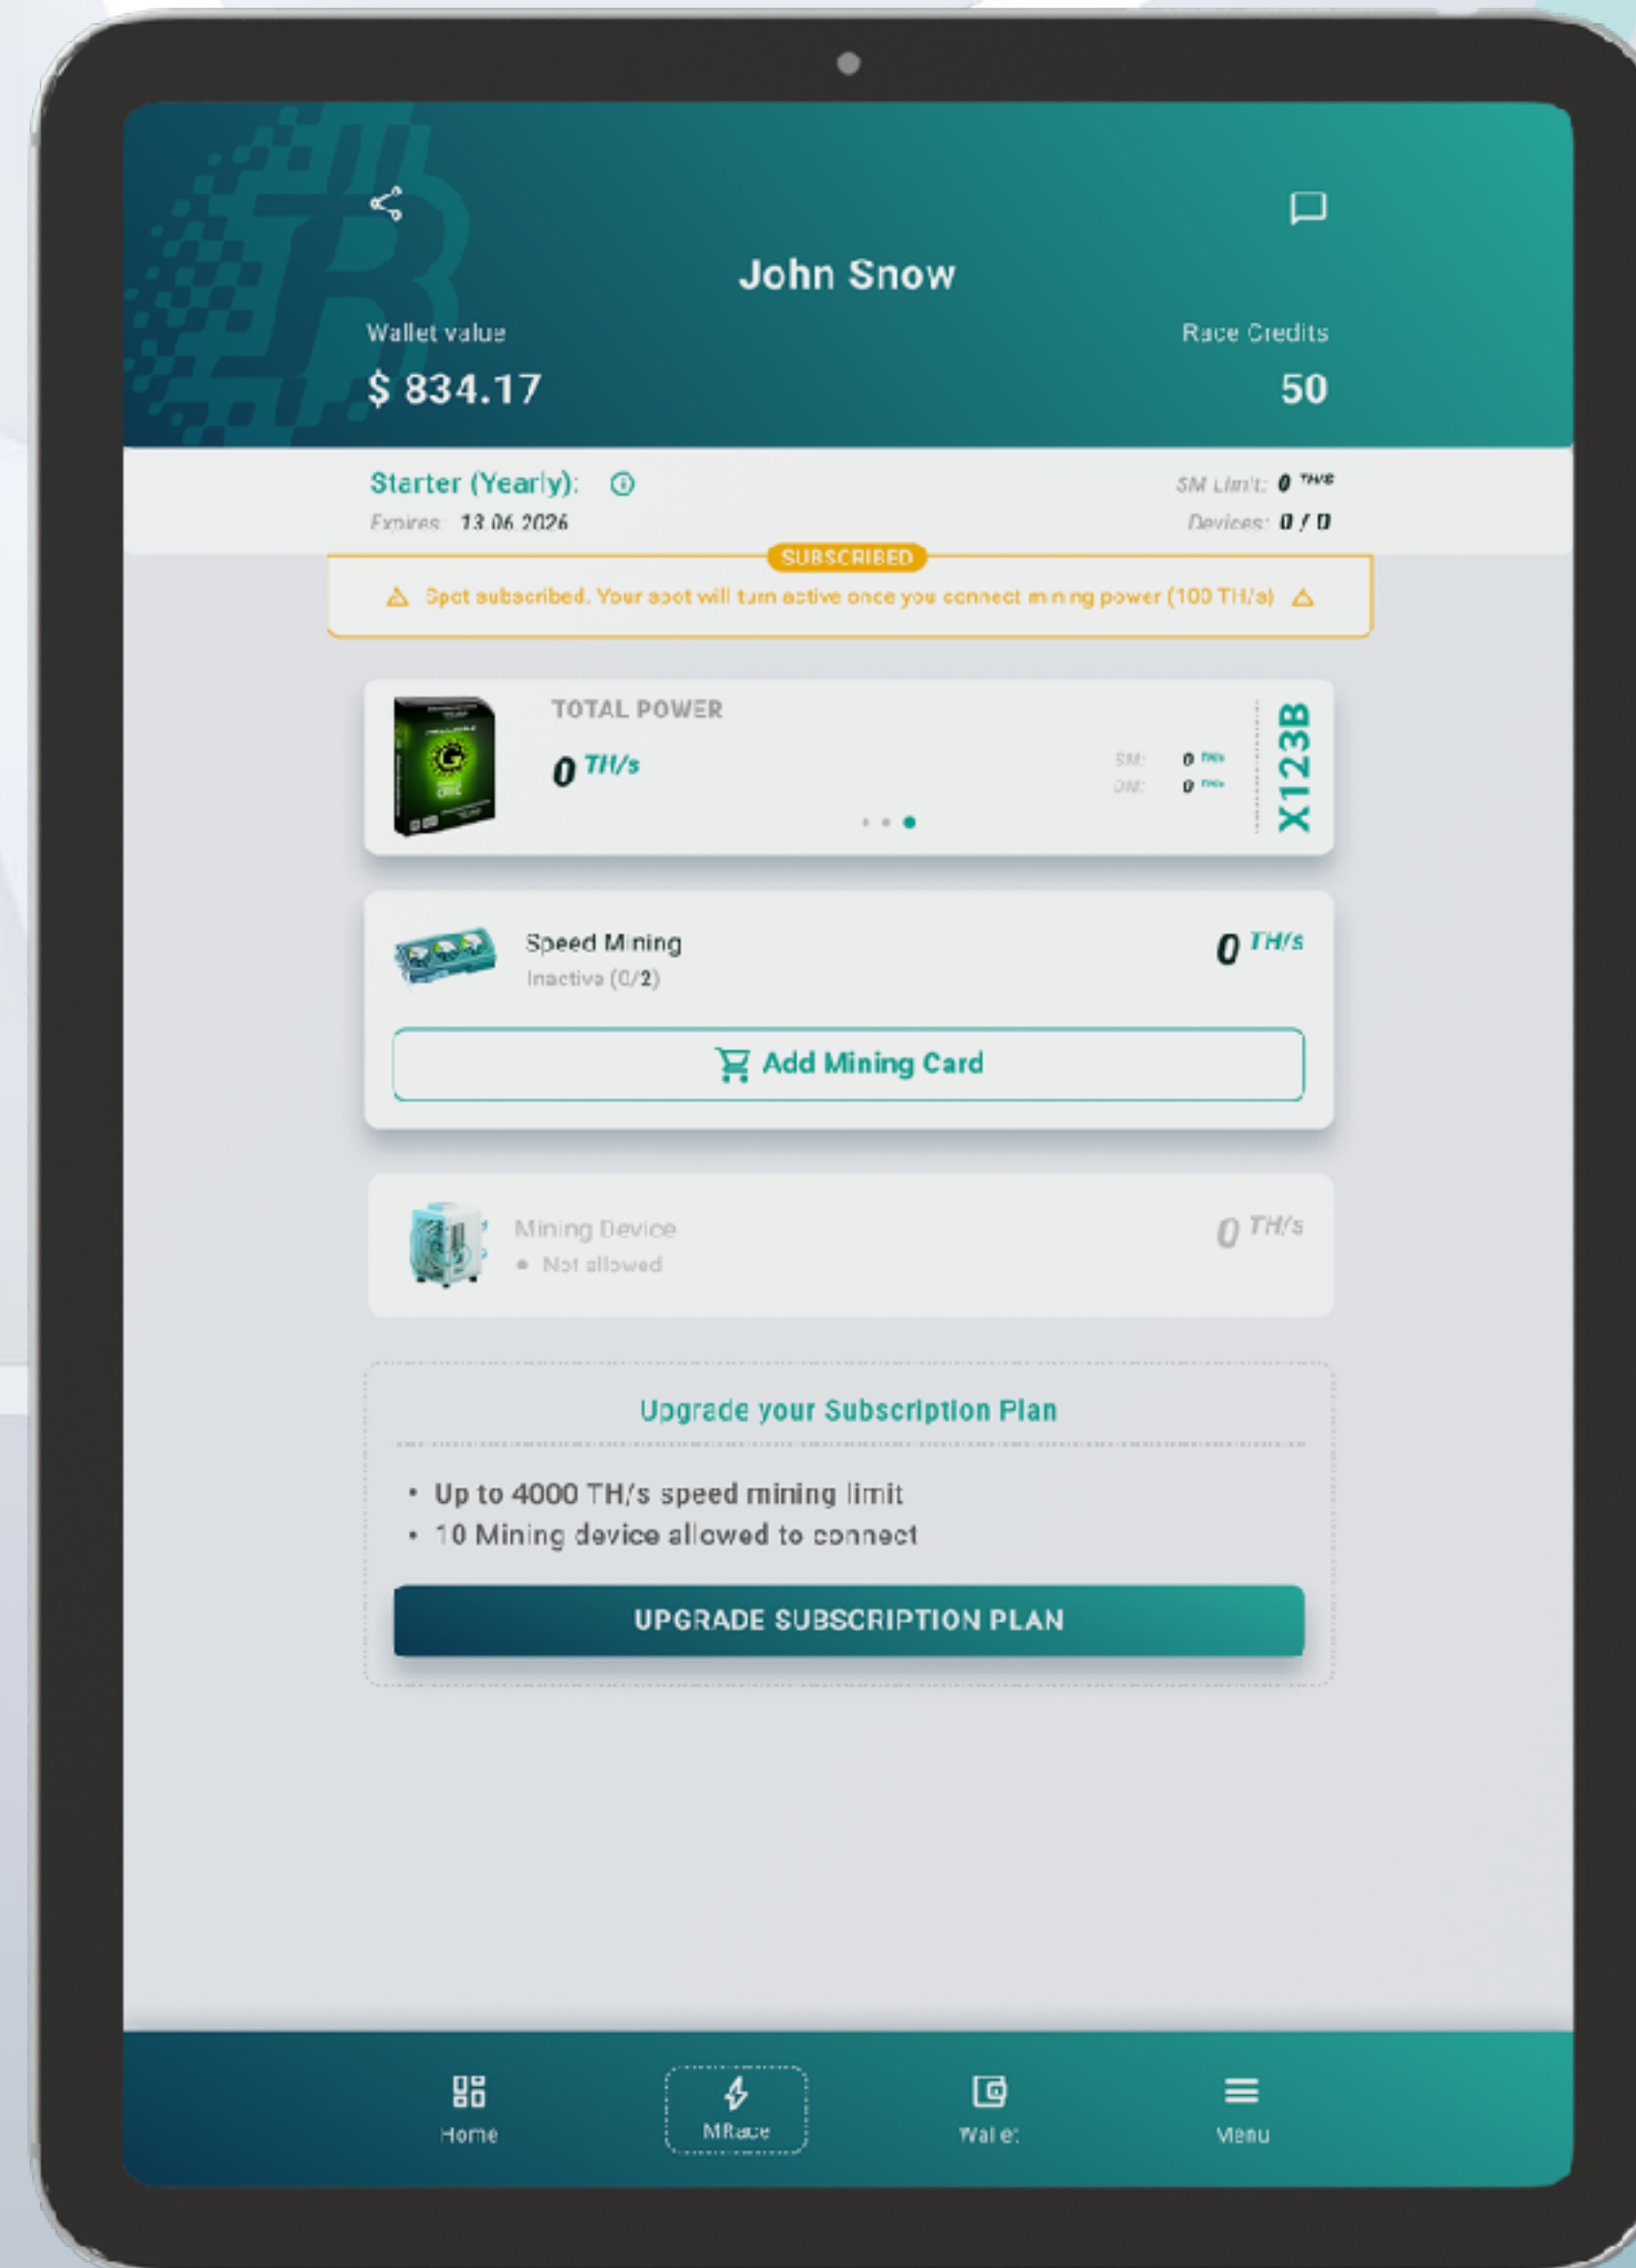 John Snow
Wallet value
Race Credits
$ 834.17
50
Starter (Yearly):
SM Limit: 0 TH/S
Expires: 13.06.2026
Devices: 0 / 0
SUBSCRIBED
Spot subscribed. Your spot will turn active once you connect mining power (100 TH/s)
TOTAL POWER
0 TH/s
SM: 0 TH/s
DM: 0 TH/s
X123B
G
Speed Mining
0 TH/s
Inactive (0/2)
Add Mining Card
Mining Device
0 TH/s
• Not allowed
Upgrade your Subscription Plan
• Up to 4000 TH/s speed mining limit
• 10 Mining device allowed to connect
UPGRADE SUBSCRIPTION PLAN
Home
MRace
Wallet
Menu